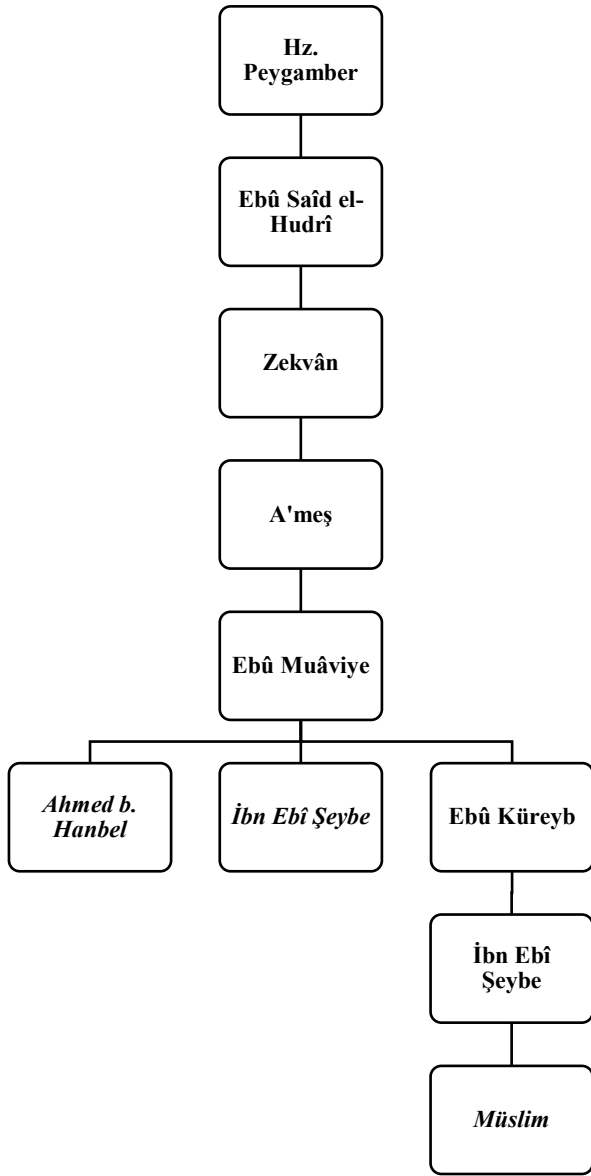 Hz.
Peygamber
Ebû Saîd el-
Hudrî
Zekvân
A'meş
Ebû Muâviye
Ahmed b.
Hanbel
İbn Ebî Şeybe
Ebû Küreyb
İbn Ebî
Şeybe
Müslim